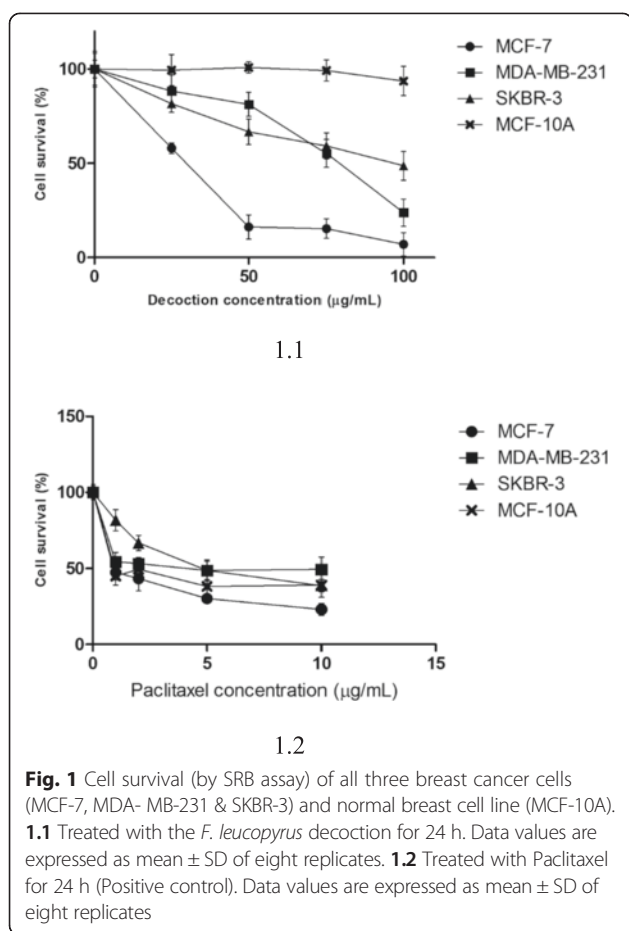 100
50
0
Cell survival (%)
0
50
100
Decoction concentration (μg/mL)
MCF-7
MDA-MB-231
SKBR-3
MCF-10A
1.1
150
100
50
0
Cell survival (%)
0
5
10
15
Paclitaxel concentration (μg/mL)
MCF-7
MDA-MB-231
SKBR-3
MCF-10A
1.2
Fig. 1 Cell survival (by SRB assay) of all three breast cancer cells
(MCF-7, MDA- MB-231 & SKBR-3) and normal breast cell line (MCF-10A).
1.1 Treated with the F. leucopyrus decoction for 24 h. Data values are
expressed as mean ± SD of eight replicates. 1.2 Treated with Paclitaxel
for 24 h (Positive control). Data values are expressed as mean ± SD of
eight replicates